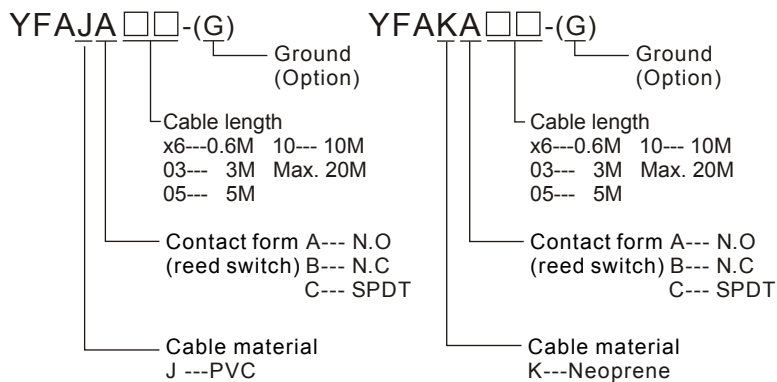 YFAJA□□-(G)
Ground
(Option)
Cable length
x6---0.6M 10--- 10M
03--- 3M Max. 20M
05--- 5M
Contact form A--- N.O
(reed switch) B--- N.C
C--- SPDT
Cable material
J ---PVC
YFAKA□□-(G)
Ground
(Option)
Cable length
x6---0.6M 10--- 10M
03--- 3M Max. 20M
05--- 5M
Contact form A--- N.O
(reed switch) B--- N.C
C--- SPDT
Cable material
K---Neoprene